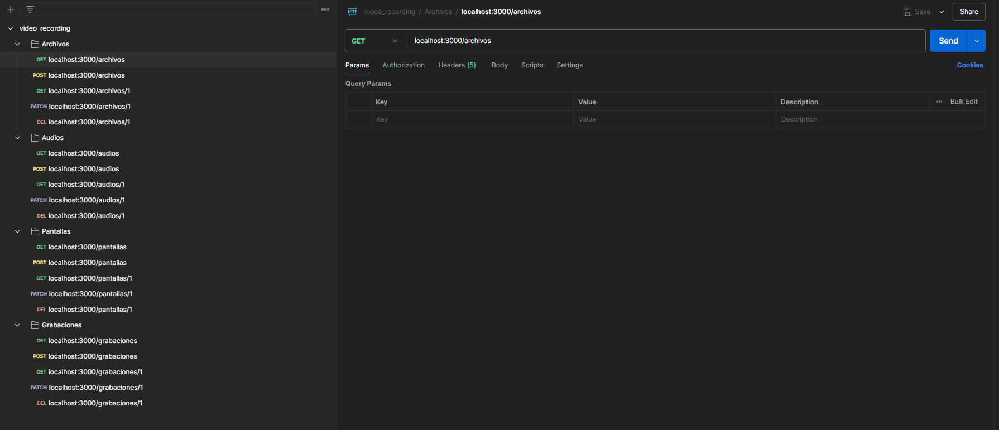 video_recording
Archivos
GET localhost:3000/archivos
POST localhost:3000/archivos
GET localhost:3000/archivos/1
PATCH localhost:3000/archivos/1
DEL localhost:3000/archivos/1
Audios
GET localhost:3000/audios
POST localhost:3000/audios
GET localhost:3000/audios/1
PATCH localhost:3000/audios/1
DEL localhost:3000/audios/1
Pantallas
GET localhost:3000/pantallas
POST localhost:3000/pantallas
GET localhost:3000/pantallas/1
PATCH localhost:3000/pantallas/1
DEL localhost:3000/pantallas/1
Grabaciones
GET localhost:3000/grabaciones
POST localhost:3000/grabaciones
GET localhost:3000/grabaciones/1
PATCH localhost:3000/grabaciones/1
DEL localhost:3000/grabaciones/1
HTTP video_recording / Archivos / localhost:3000/archivos Save Share
GET localhost:3000/archivos Send
Params Authorization Headers (5) Body Scripts Settings Cookies
Query Params
Key Value Description Bulk Edit
Key Value Description